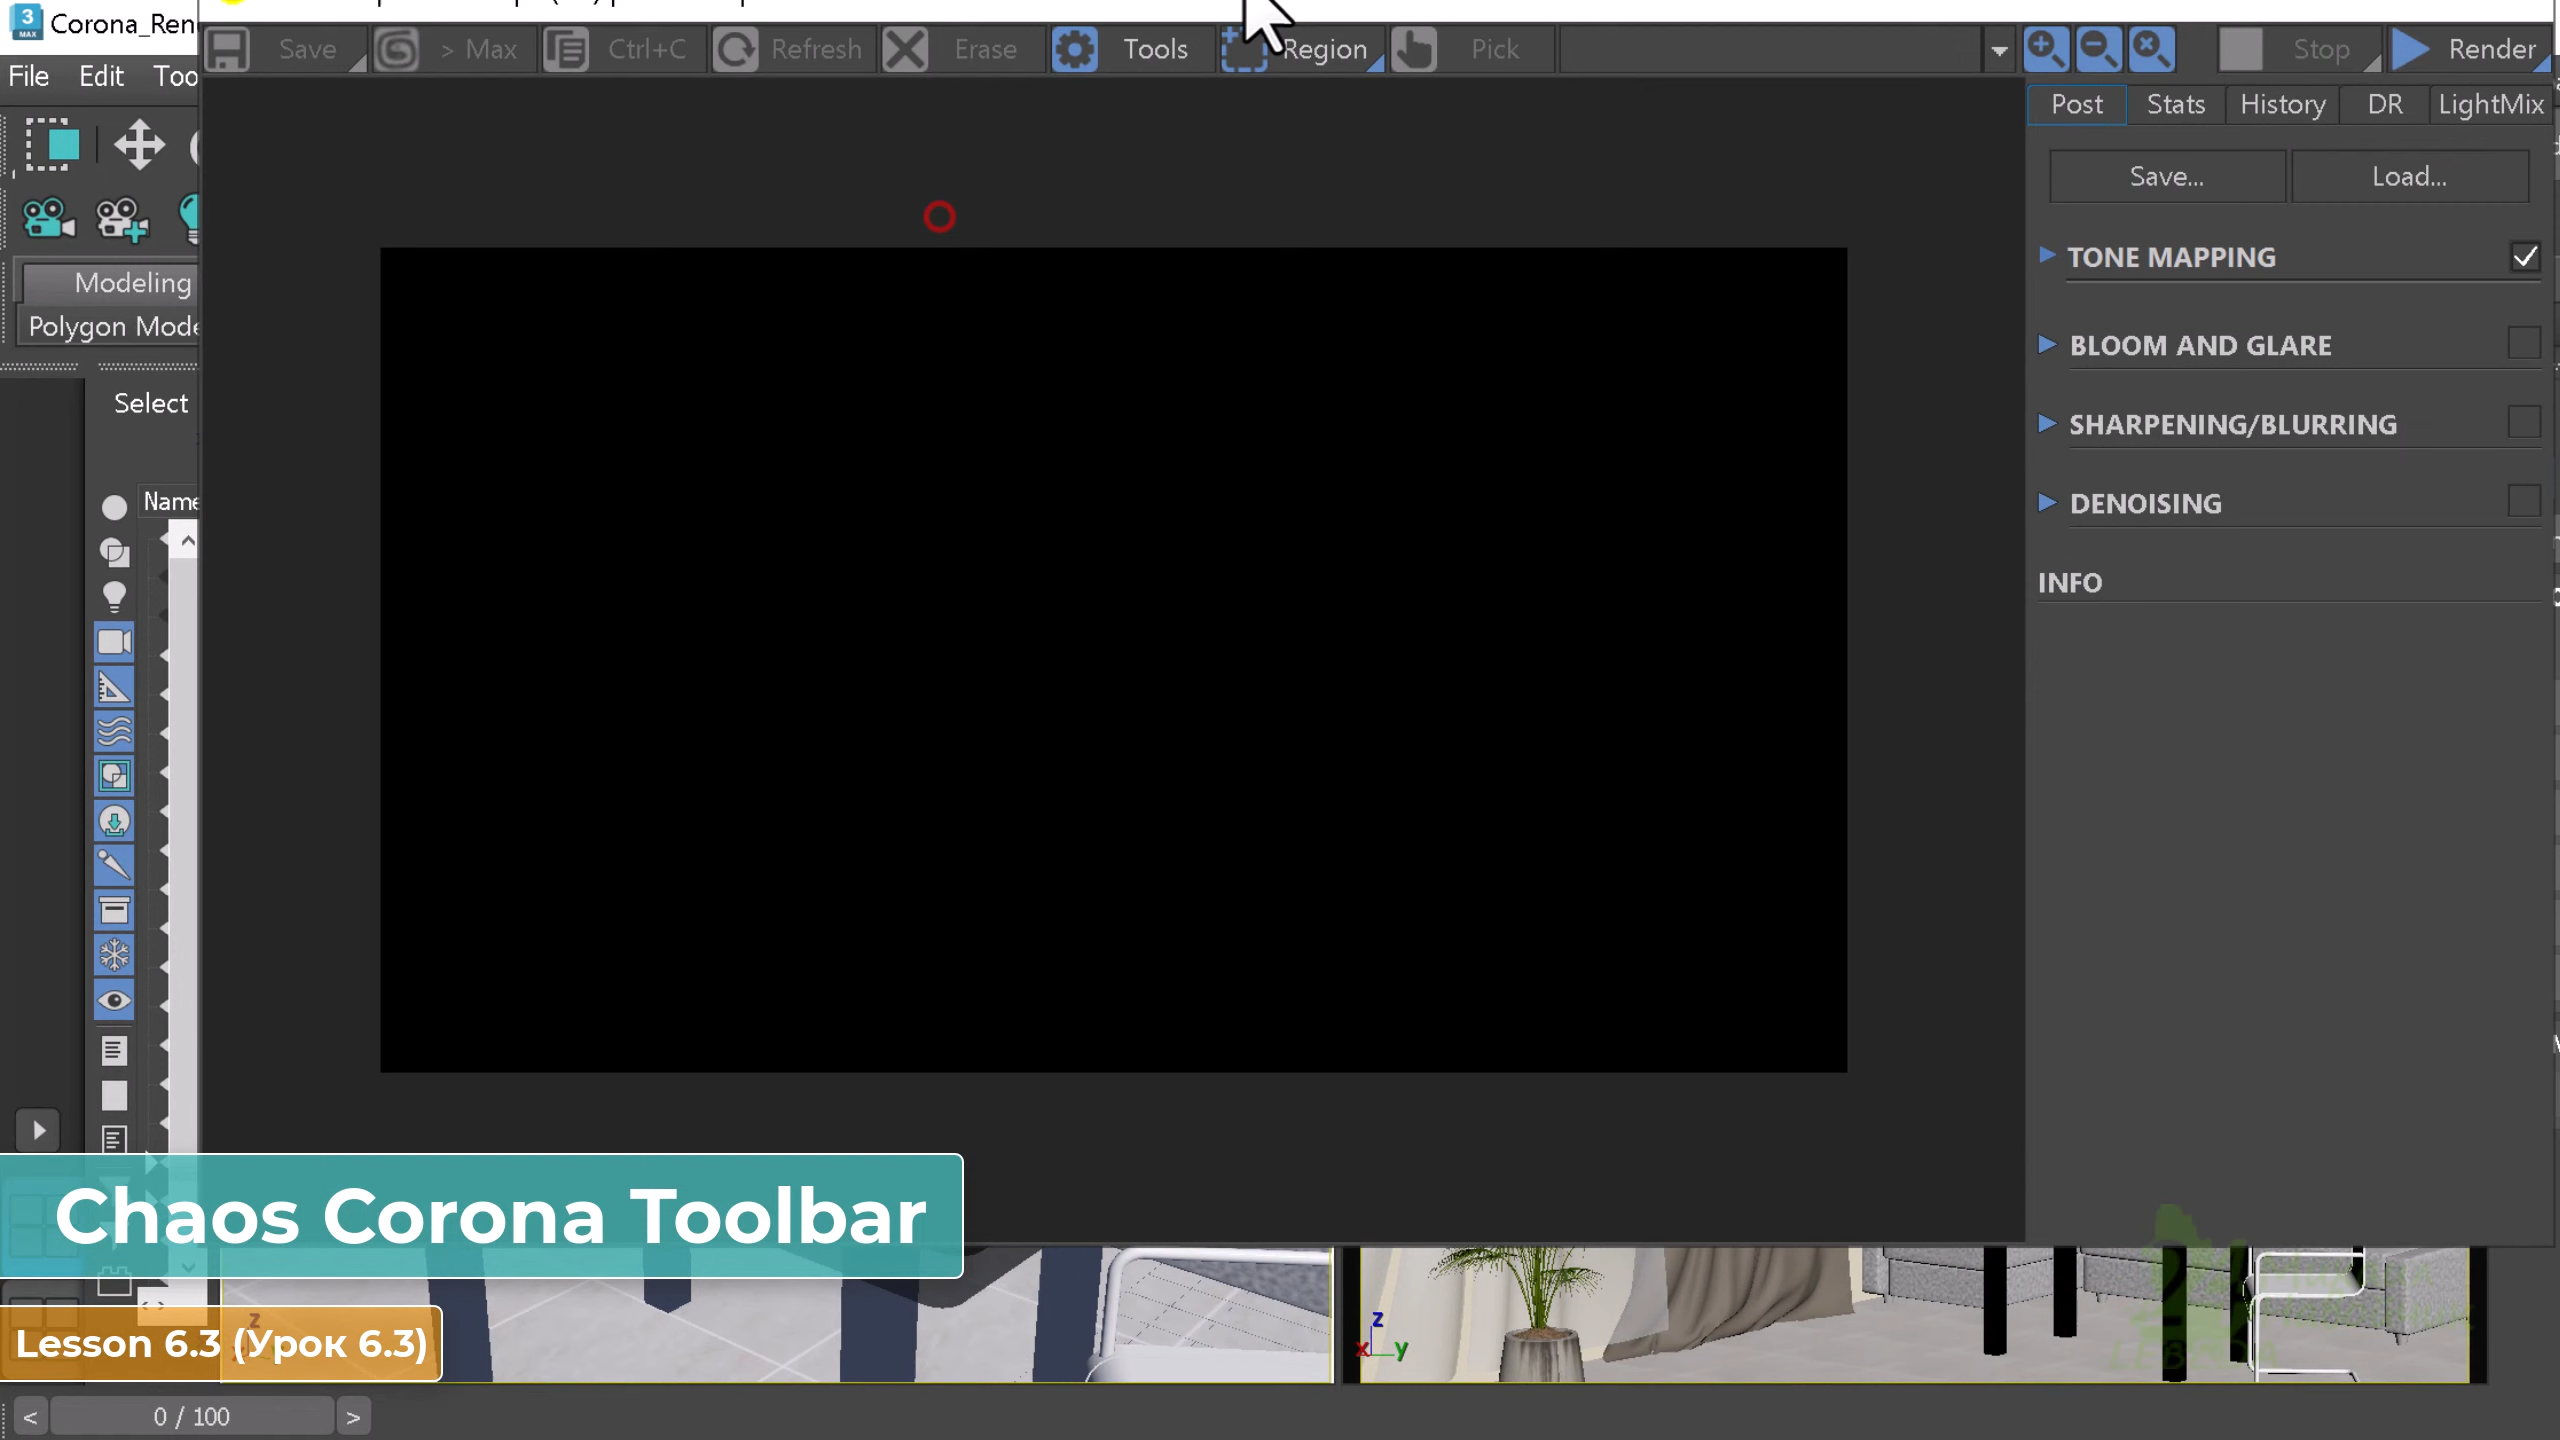 Corona_Ren
Save > Max Ctrl+C Refresh Erase Tools Region Pick Stop Render
File Edit Too
Post Stats History DR LightMix
Save... Load...
TONE MAPPING
Modeling
Polygon Mode
BLOOM AND GLARE
Select
SHARPENING/BLURRING
Name
DENOISING
INFO
Chaos Corona Toolbar
Lesson 6.3 (Урок 6.3)
z
x y
z
< 0 / 100 >